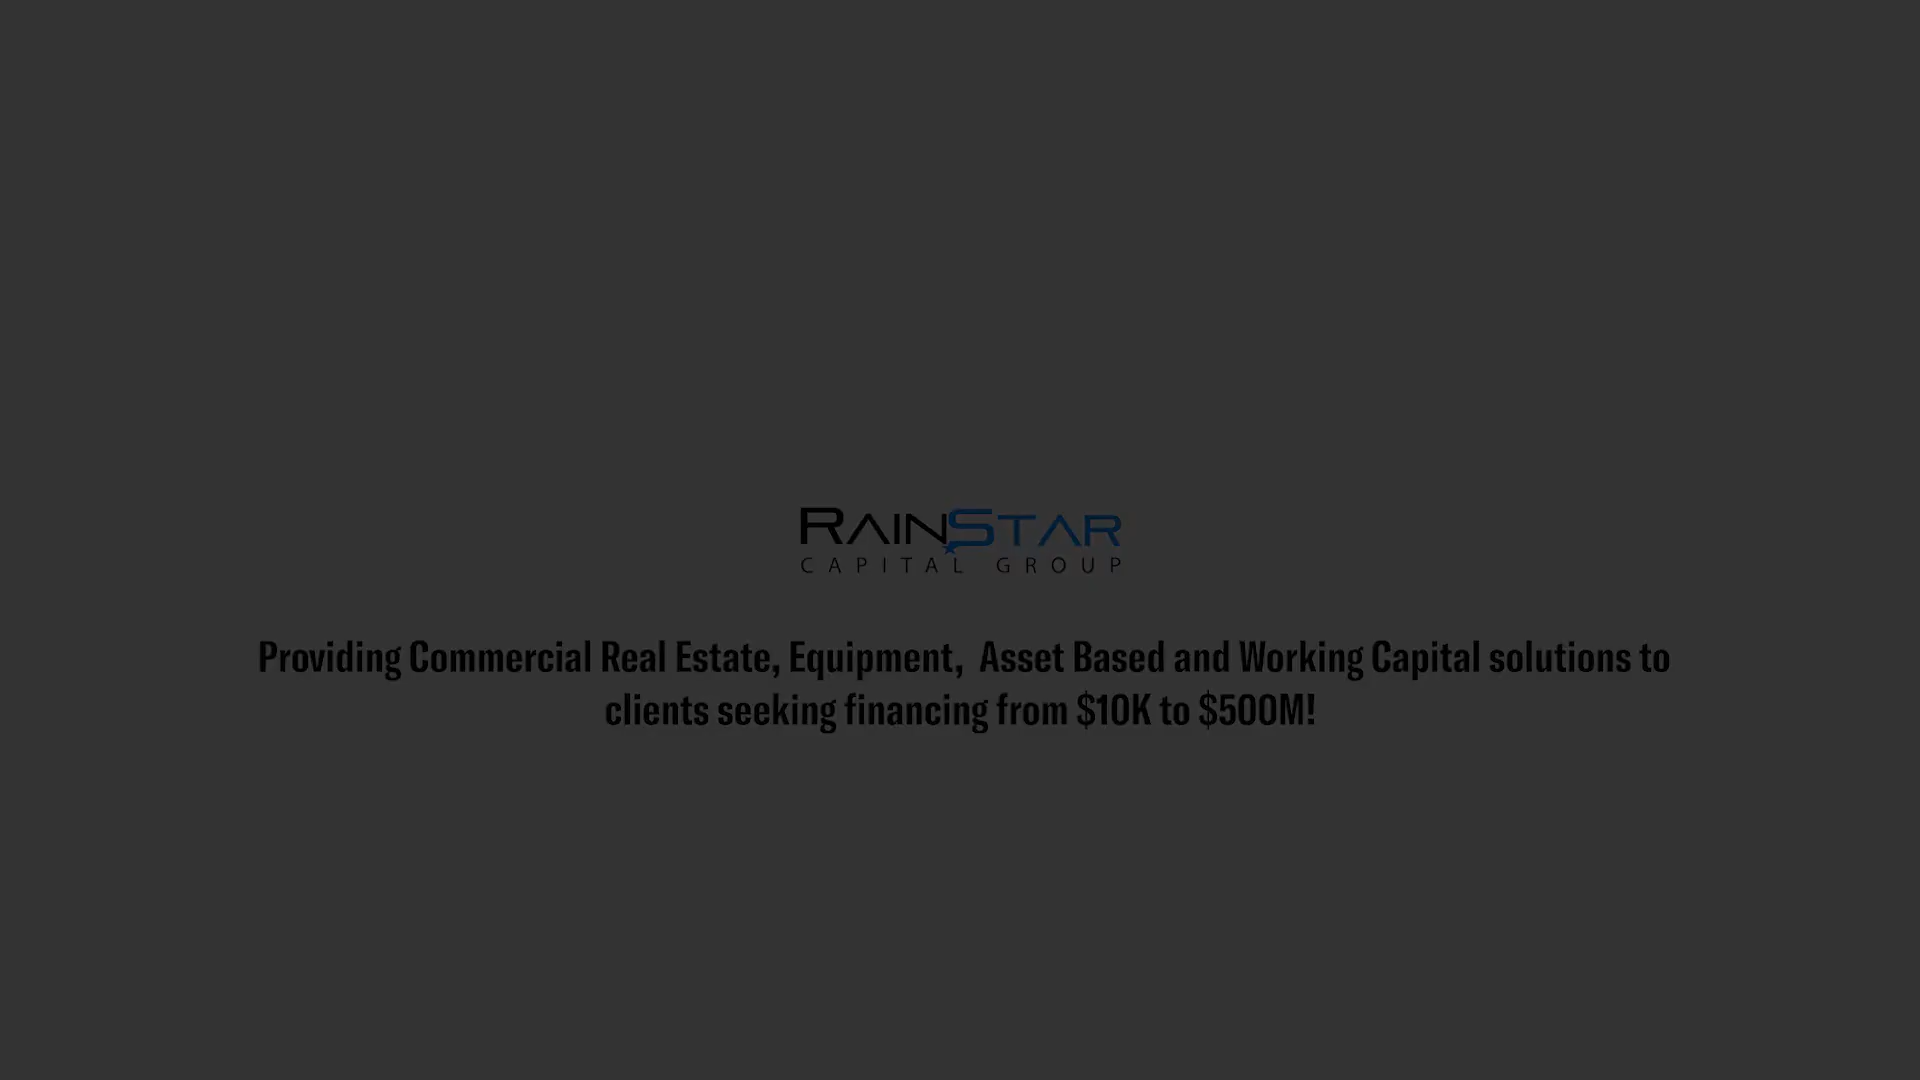 RAINSTAR
CAPITAL GROUP
Providing Commercial Real Estate, Equipment,  Asset Based and Working Capital solutions to
clients seeking financing from $10K to $500M!